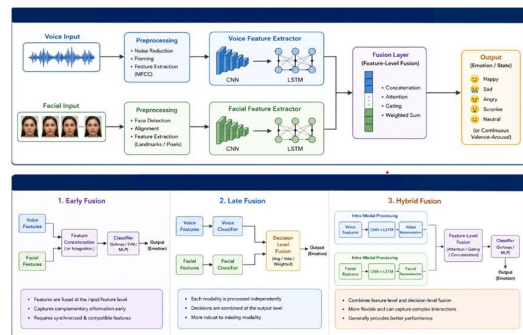 Voice Input
Preprocessing
• Noise Reduction
• Framing
• Feature Extraction
(MFCC)
Voice Feature Extractor
CNN
LSTM
Fusion Layer
(Feature-Level Fusion)
• Concatenation
• Attention
• Gating
• Weighted Sum
Output
(Emotion / State)
Happy
Sad
Angry
Surprise
Neutral
(or Continuous
Valence-Arousal)
Facial Input
Preprocessing
• Face Detection
• Alignment
• Feature Extraction
(Landmarks / Pixels)
Facial Feature Extractor
CNN
LSTM
1. Early Fusion
Voice
Features
Facial
Features
Feature
Concatenation
(or Integration)
Classifier
(Softmax / SVM /
MLP)
Output
(Emotion)
• Features are fused at the input/feature level
• Captures complementary information early
• Requires synchronized & compatible features
2. Late Fusion
Voice
Features
Voice
Classifier
Facial
Features
Facial
Classifier
Decision
Level
Fusion
(Avg / Vote /
Weighted)
Output
(Emotion)
• Each modality is processed independently
• Decisions are combined at the output level
• More robust to missing modality
3. Hybrid Fusion
Intra-Modal Processing
Voice
Features
CNN + LSTM
Voice
Representation
Intra-Modal Processing
Facial
Features
CNN + LSTM
Facial
Representation
Feature-Level
Fusion
(Attention / Gating
/ Concatenation)
Classifier
(Softmax /
MLP)
Output
(Emotion)
• Combines feature-level and decision-level fusion
• More flexible and can capture complex interactions
• Generally provides better performance